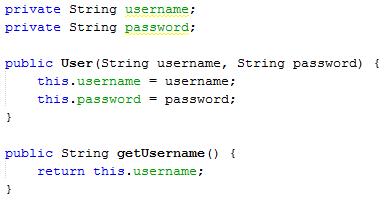 private String username;
private String password;

public User(String username, String password) {
    this.username = username;
    this.password = password;
}

public String getUsername() {
    return this.username;
}